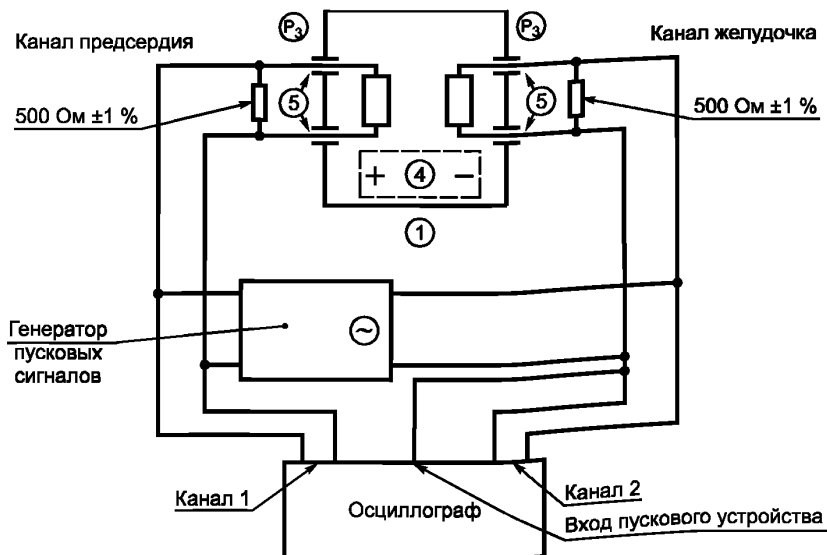 P3
P3
Канал предсердия
Канал желудочка
5
5
500 Ом ±1 %
500 Ом ±1 %
+ 4 −
1
Генератор
пусковых
сигналов
~
Канал 1
Канал 2
Осциллограф
Вход пускового устройства